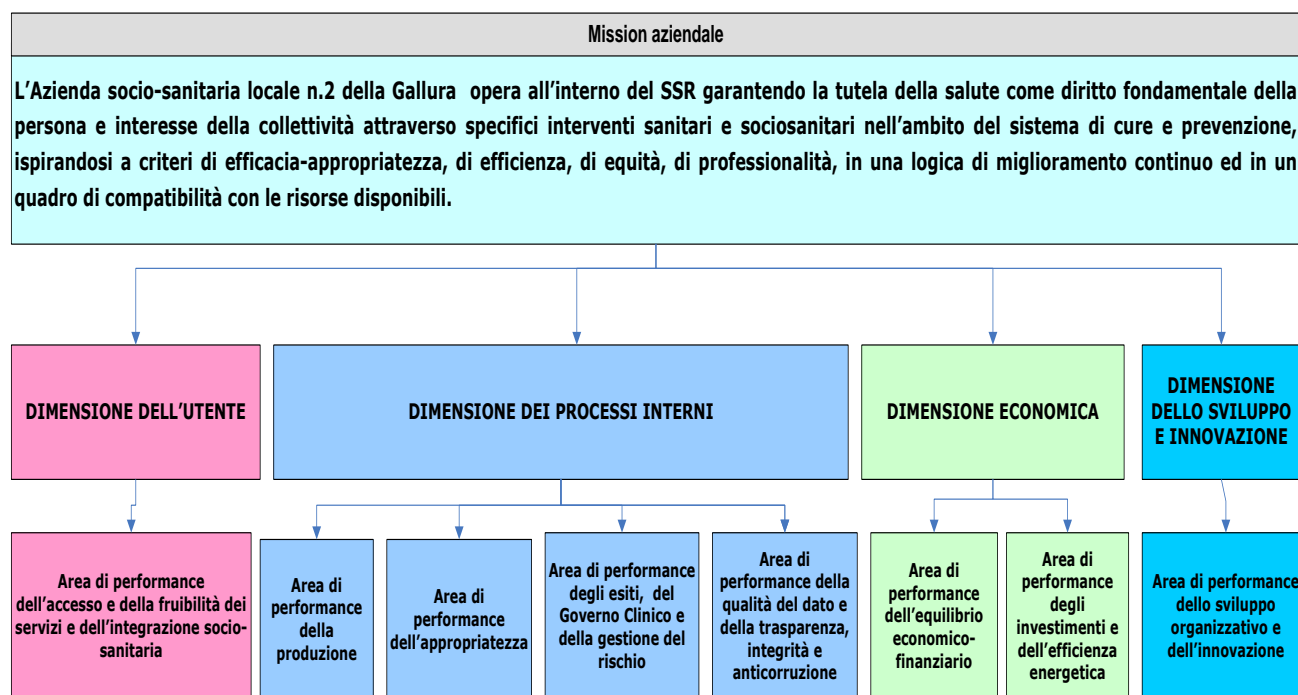 Mission aziendale
L'Azienda socio-sanitaria locale n.2 della Gallura opera all'interno del SSR garantendo la tutela della salute come diritto fondamentale della
persona e interesse della collettività attraverso specifici interventi sanitari e sociosanitari nell'ambito del sistema di cure e prevenzione,
ispirandosi a criteri di efficacia-appropriatezza, di efficienza, di equità, di professionalità, in una logica di miglioramento continuo ed in un
quadro di compatibilità con le risorse disponibili.
DIMENSIONE DELL'UTENTE
DIMENSIONE DEI PROCESSI INTERNI
DIMENSIONE ECONOMICA
DIMENSIONE
DELLO SVILUPPO
E INNOVAZIONE
Area di performance
dell'accesso e della fruibilità dei
servizi e dell'integrazione socio-
sanitaria
Area di
performance
della
produzione
Area di
performance
dell'appropriatezza
Area di performance
degli esiti, del
Governo Clinico e
della gestione del
rischio
Area di
performance della
qualità del dato e
della trasparenza,
integrità e
anticorruzione
Area di
performance
dell'equilibrio
economico-
finanziario
Area di
performance
degli
investimenti e
dell'efficienza
energetica
Area di performance
dello sviluppo
organizzativo e
dell'innovazione